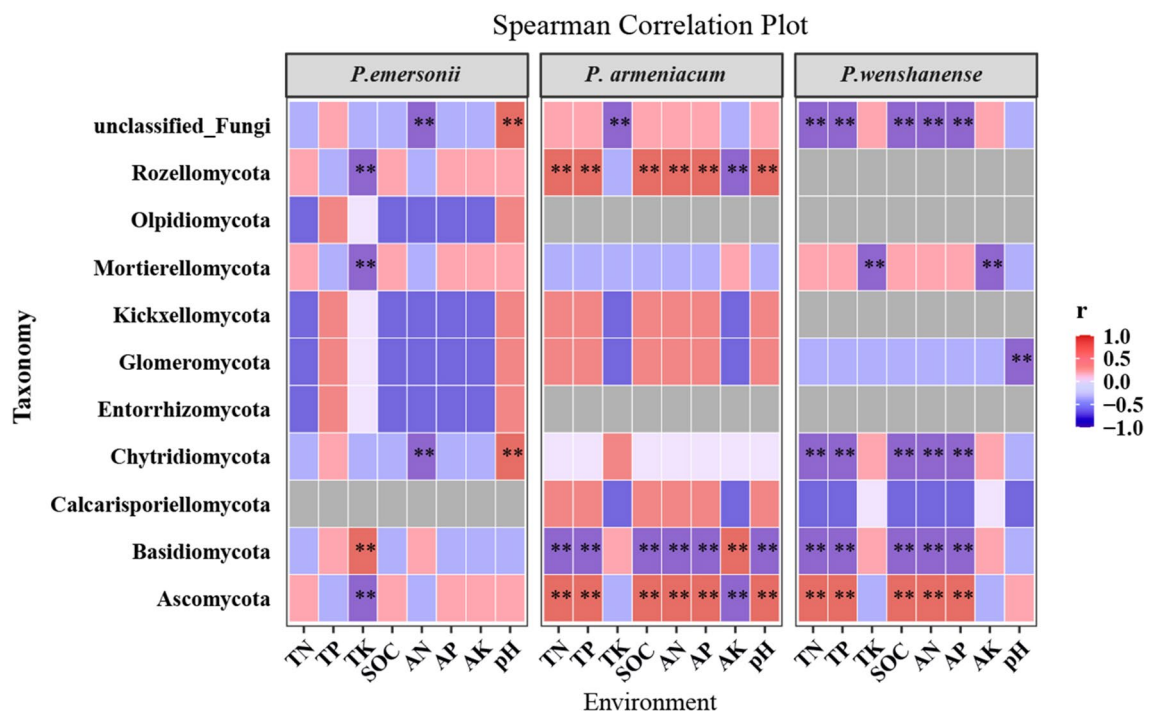 Spearman Correlation Plot
P.emersonii P. armeniacum P.wenshanense
unclassified_Fungi ** ** ** ** ** ** ** **
Rozellomycota ** ** ** ** ** ** ** **
Olpidiomycota
Mortierellomycota ** ** **
Kickxellomycota
Glomeromycota **
Entorrhizomycota
Chytridiomycota ** ** ** ** ** ** **
Calcarisporiellomycota
Basidiomycota ** ** ** ** ** ** ** ** ** ** ** ** **
Ascomycota ** ** ** ** ** ** ** ** ** ** ** ** **
Taxonomy
TN TP TK SOC AN AP AK pH TN TP TK SOC AN AP AK pH TN TP TK SOC AN AP AK pH
Environment
r
1.0
0.5
0.0
−0.5
−1.0